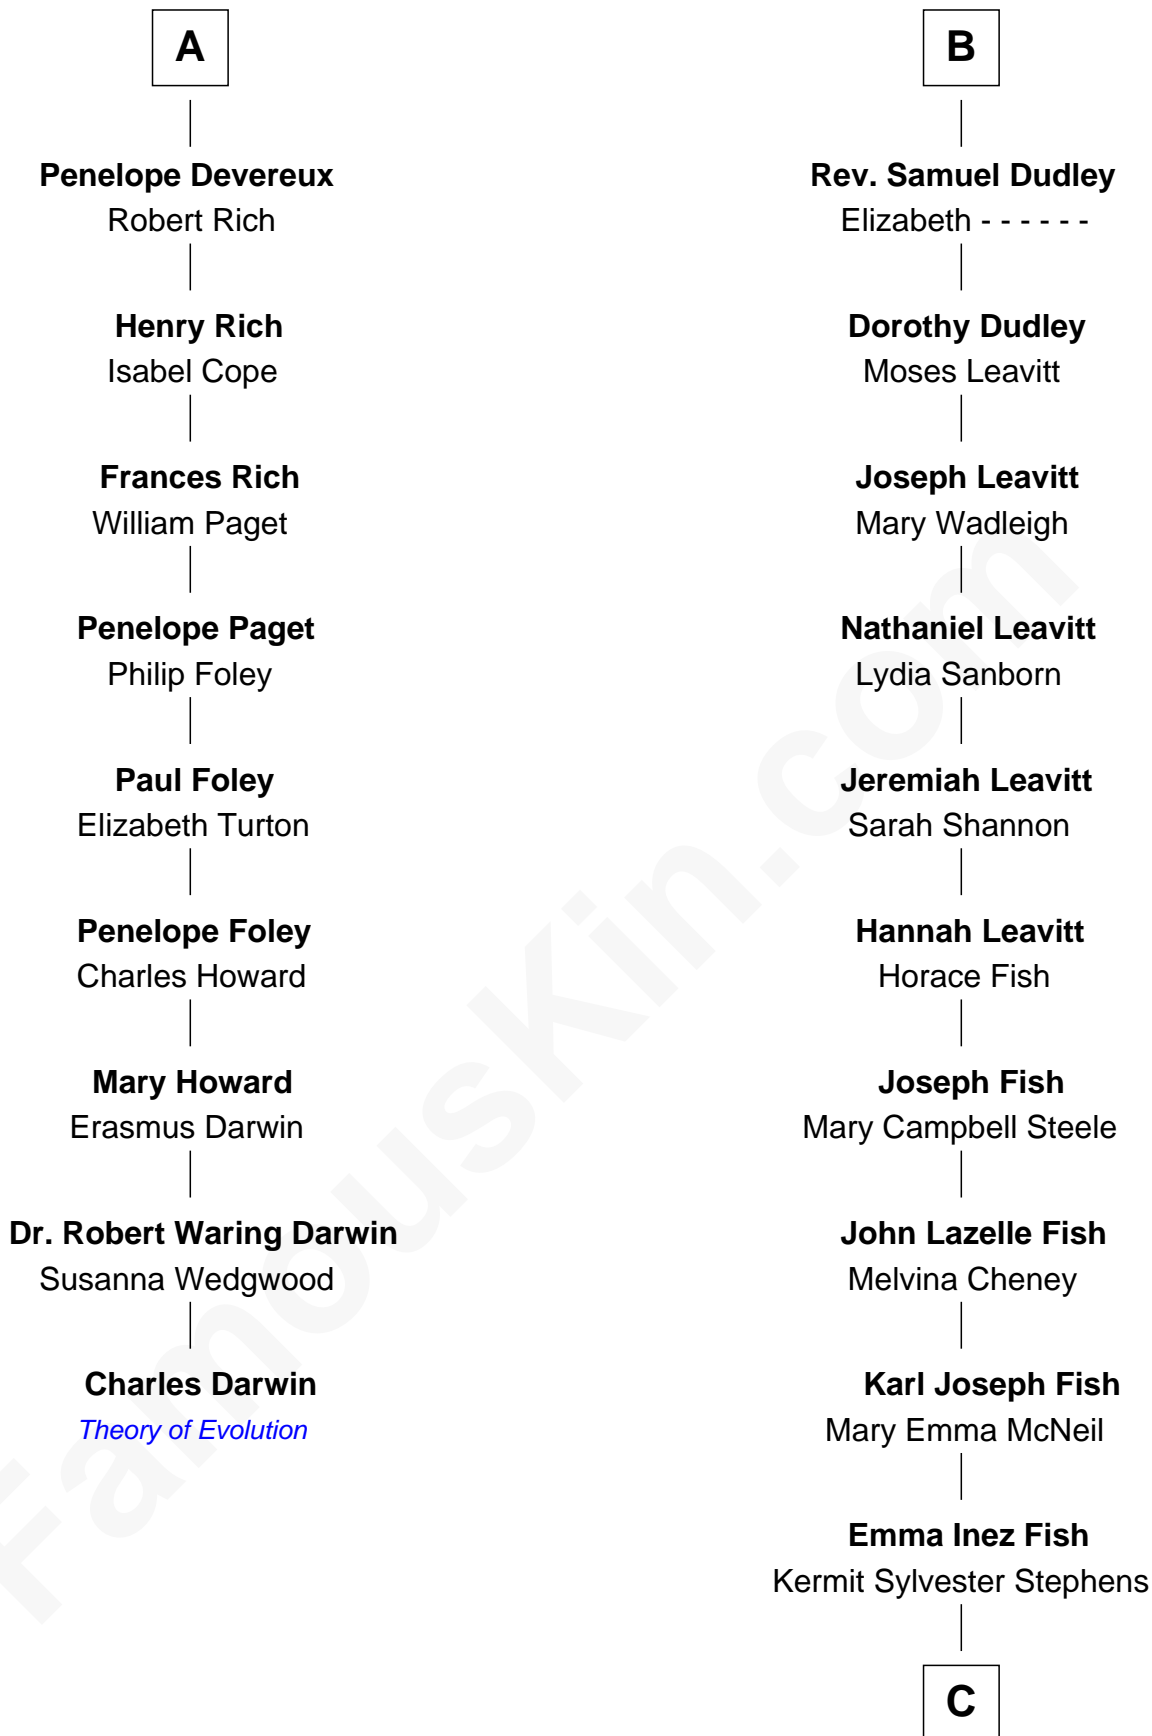 A
Penelope Devereux
Robert Rich
Henry Rich
Isabel Cope
Frances Rich
William Paget
Penelope Paget
Philip Foley
Paul Foley
Elizabeth Turton
Penelope Foley
Charles Howard
Mary Howard
Erasmus Darwin
Dr. Robert Waring Darwin
Susanna Wedgwood
Charles Darwin
Theory of Evolution
B
Rev. Samuel Dudley
Elizabeth - - - - - -
Dorothy Dudley
Moses Leavitt
Joseph Leavitt
Mary Wadleigh
Nathaniel Leavitt
Lydia Sanborn
Jeremiah Leavitt
Sarah Shannon
Hannah Leavitt
Horace Fish
Joseph Fish
Mary Campbell Steele
John Lazelle Fish
Melvina Cheney
Karl Joseph Fish
Mary Emma McNeil
Emma Inez Fish
Kermit Sylvester Stephens
C
FamousKin.com